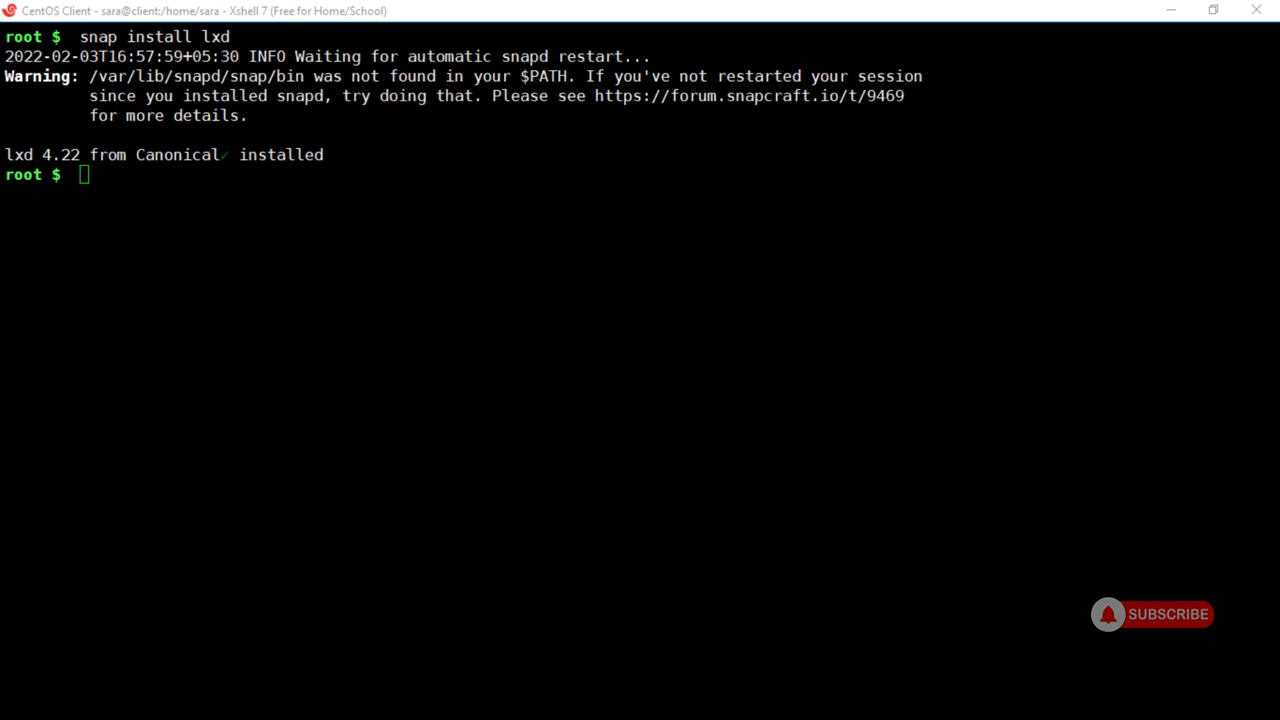 CentOS Client - sara@client:/home/sara - Xshell 7 (Free for Home/School)
root $  snap install lxd
2022-02-03T16:57:59+05:30 INFO Waiting for automatic snapd restart...
Warning: /var/lib/snapd/snap/bin was not found in your $PATH. If you've not restarted your session
         since you installed snapd, try doing that. Please see https://forum.snapcraft.io/t/9469
         for more details.

lxd 4.22 from Canonical✓ installed
root $
SUBSCRIBE